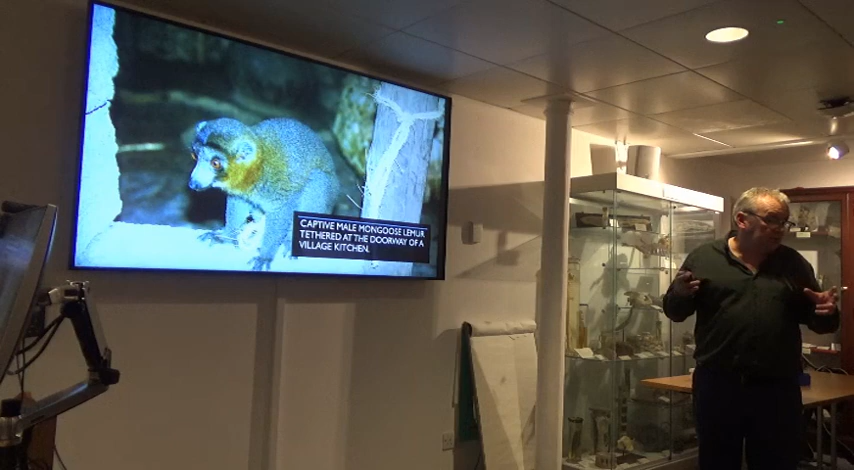 CAPTIVE MALE MONGOOSE LEMUR
TETHERED AT THE DOORWAY OF A
VILLAGE KITCHEN.